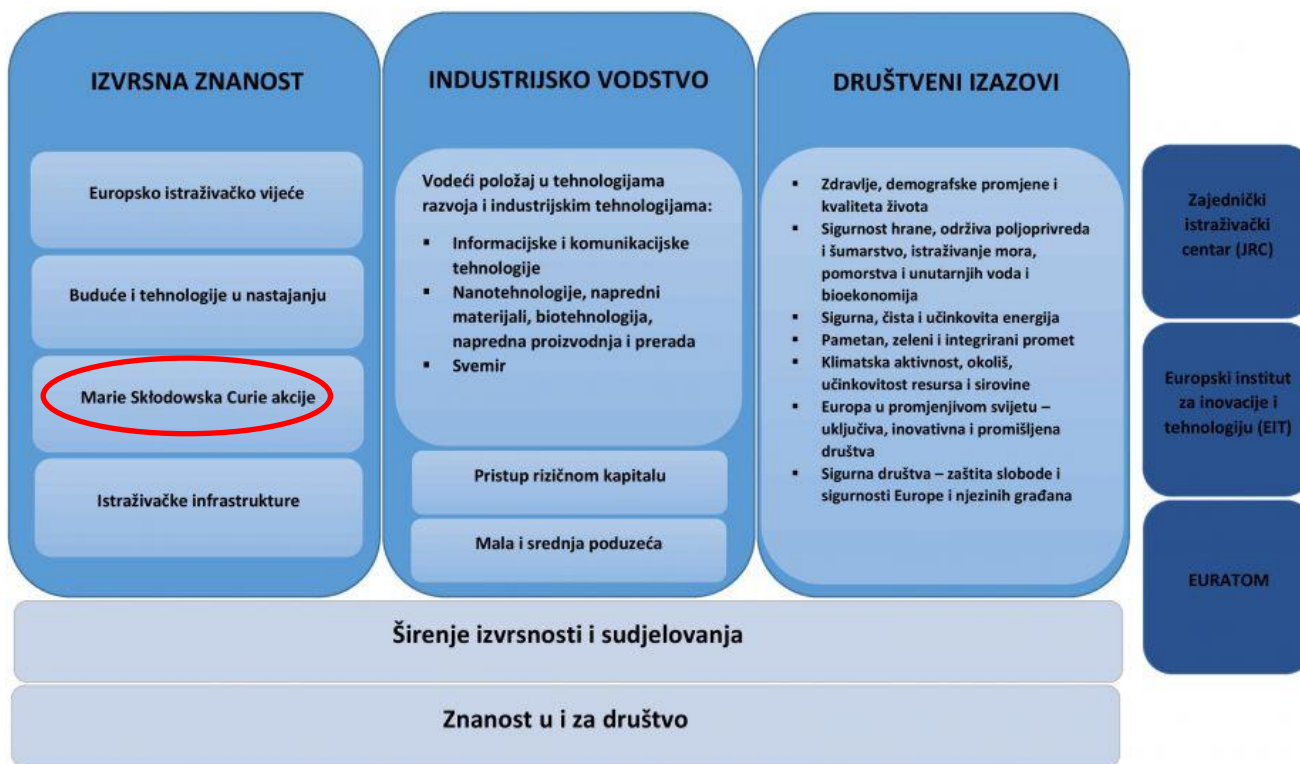 IZVRSNA ZNANOST
Europsko istraživačko vijeće
Buduće i tehnologije u nastajanju
Marie Skłodowska Curie akcije
Istraživačke infrastrukture
INDUSTRIJSKO VODSTVO
Vodeći položaj u tehnologijama
razvoja i industrijskim tehnologijama:
▪ Informacijske i komunikacijske
tehnologije
▪ Nanotehnologije, napredni
materijali, biotehnologija,
napredna proizvodnja i prerada
▪ Svemir
Pristup rizičnom kapitalu
Mala i srednja poduzeća
DRUŠTVENI IZAZOVI
▪ Zdravlje, demografske promjene i
kvaliteta života
▪ Sigurnost hrane, održiva poljoprivreda
i šumarstvo, istraživanje mora,
pomorstva i unutarnjih voda i
bioekonomija
▪ Sigurna, čista i učinkovita energija
▪ Pametan, zeleni i integrirani promet
▪ Klimatska aktivnost, okoliš,
učinkovitost resursa i sirovine
▪ Europa u promjenjivom svijetu –
uključiva, inovativna i promišljena
društva
▪ Sigurna društva – zaštita slobode i
sigurnosti Europe i njezinih građana
Zajednički
istraživački
centar (JRC)
Europski institut
za inovacije i
tehnologiju (EIT)
EURATOM
Širenje izvrsnosti i sudjelovanja
Znanost u i za društvo